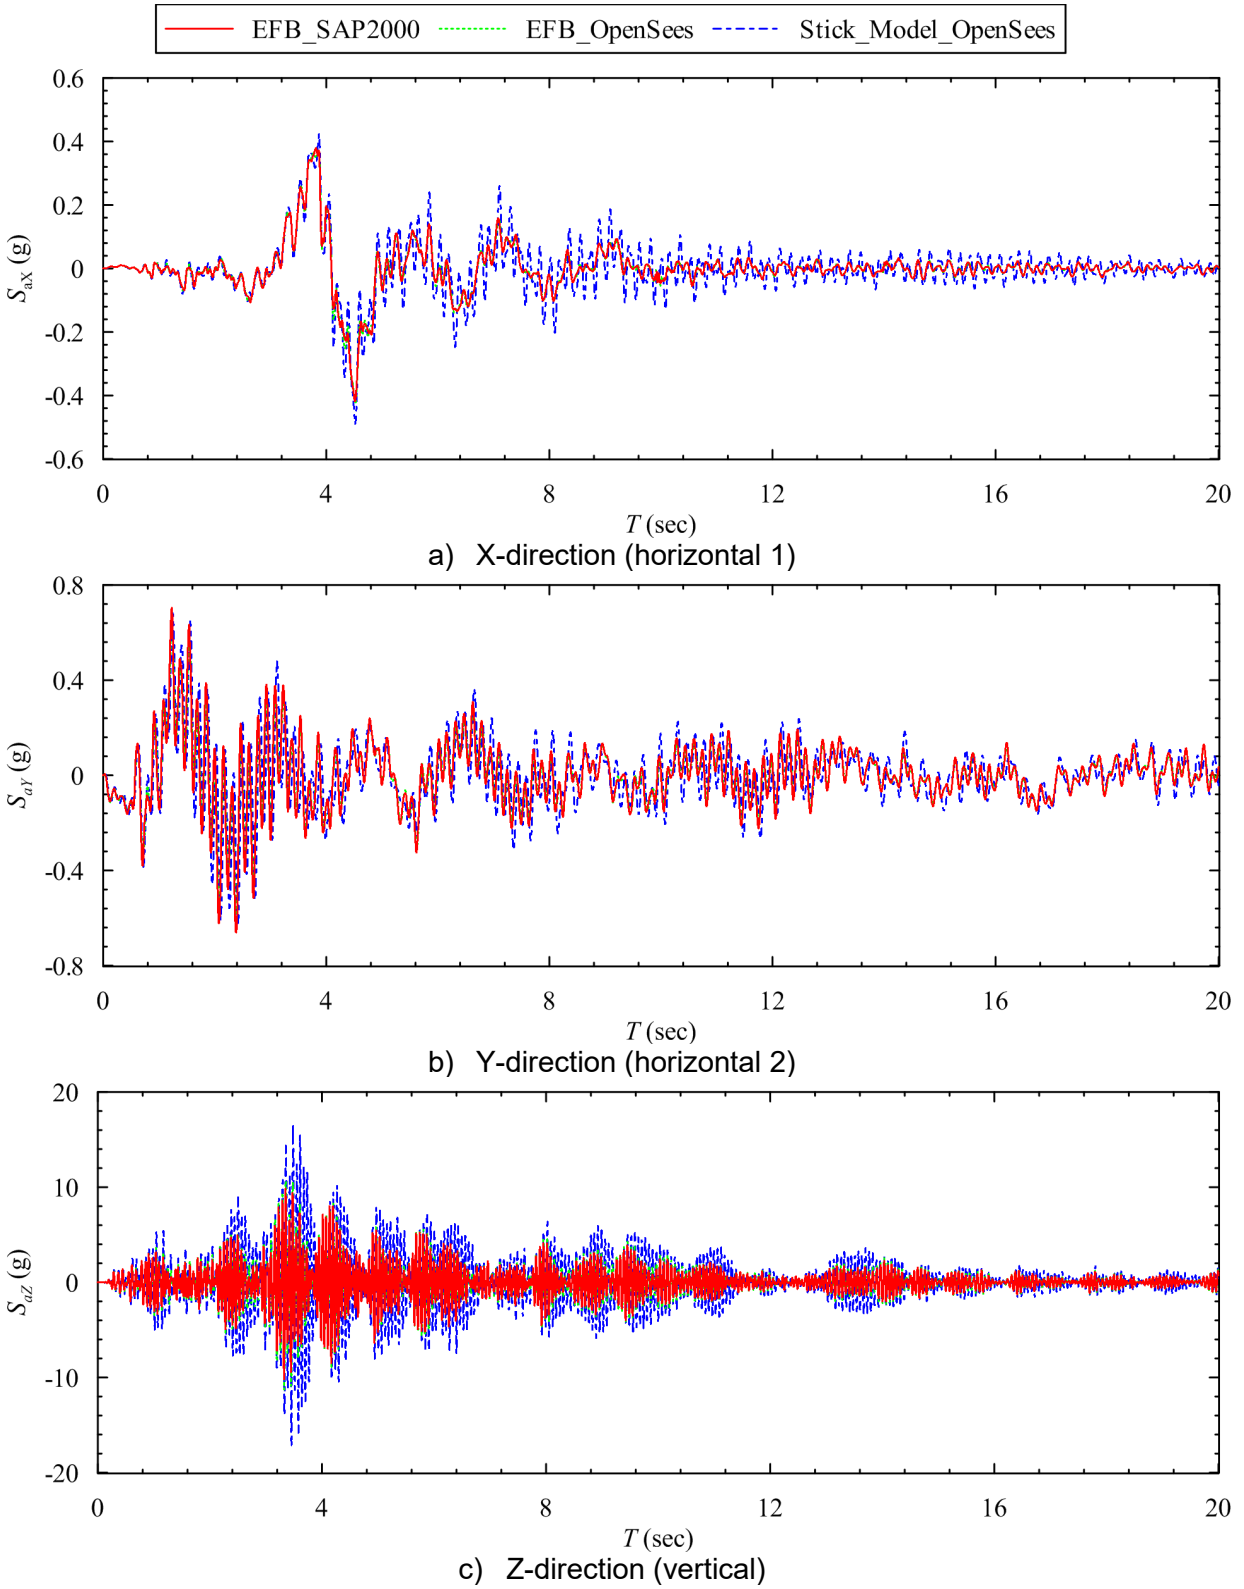 EFB_SAP2000 EFB_OpenSees Stick_Model_OpenSees
0.6
0.4
0.2
0
-0.2
-0.4
-0.6
SaX (g)
0 4 8 12 16 20
T (sec)
a) X-direction (horizontal 1)
0.8
0.4
0
-0.4
-0.8
SaY (g)
0 4 8 12 16 20
T (sec)
b) Y-direction (horizontal 2)
20
10
0
-10
-20
SaZ (g)
0 4 8 12 16 20
T (sec)
c) Z-direction (vertical)